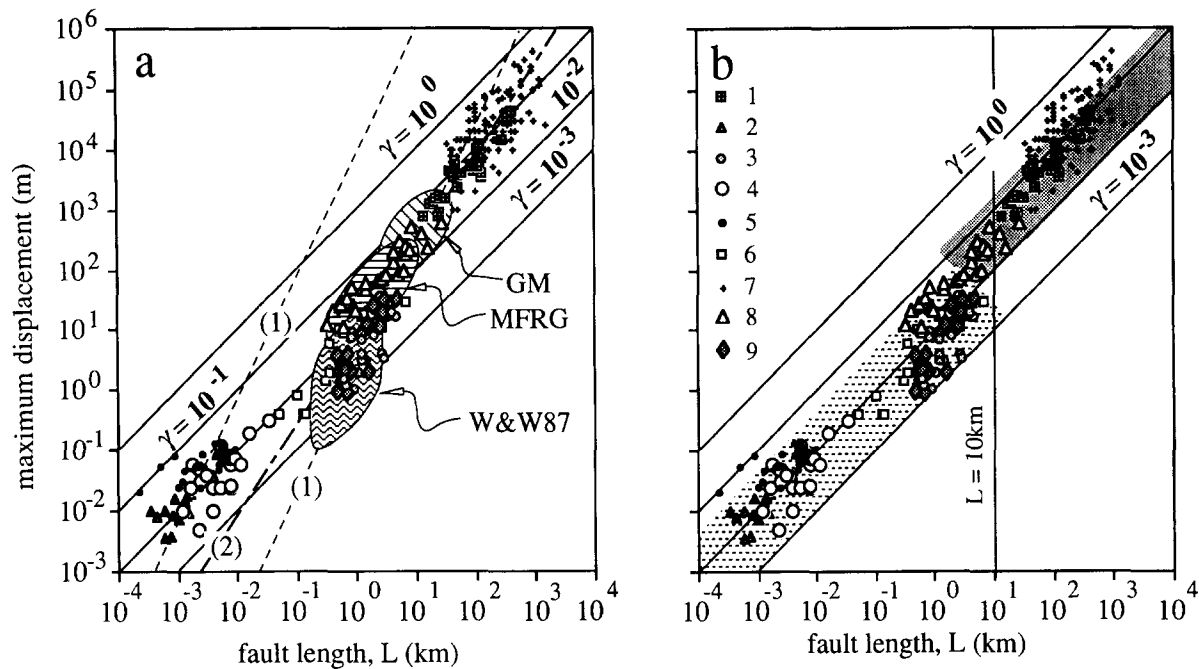 maximum displacement (m)
10^6
10^5
10^4
10^3
10^2
10^1
10^0
10^-1
10^-2
10^-3
a
γ = 10^0
10^-2
γ = 10^-3
γ = 10^-1
(1)
GM
MFRG
W&W87
(1)
(2)
10^-4
10^-3
10^-2
10^-1
10^0
10^1
10^2
10^3
10^4
fault length, L (km)
b
1
2
3
4
5
6
7
8
9
γ = 10^0
γ = 10^-3
L = 10km
10^-4
10^-3
10^-2
10^-1
10^0
10^1
10^2
10^3
10^4
fault length, L (km)